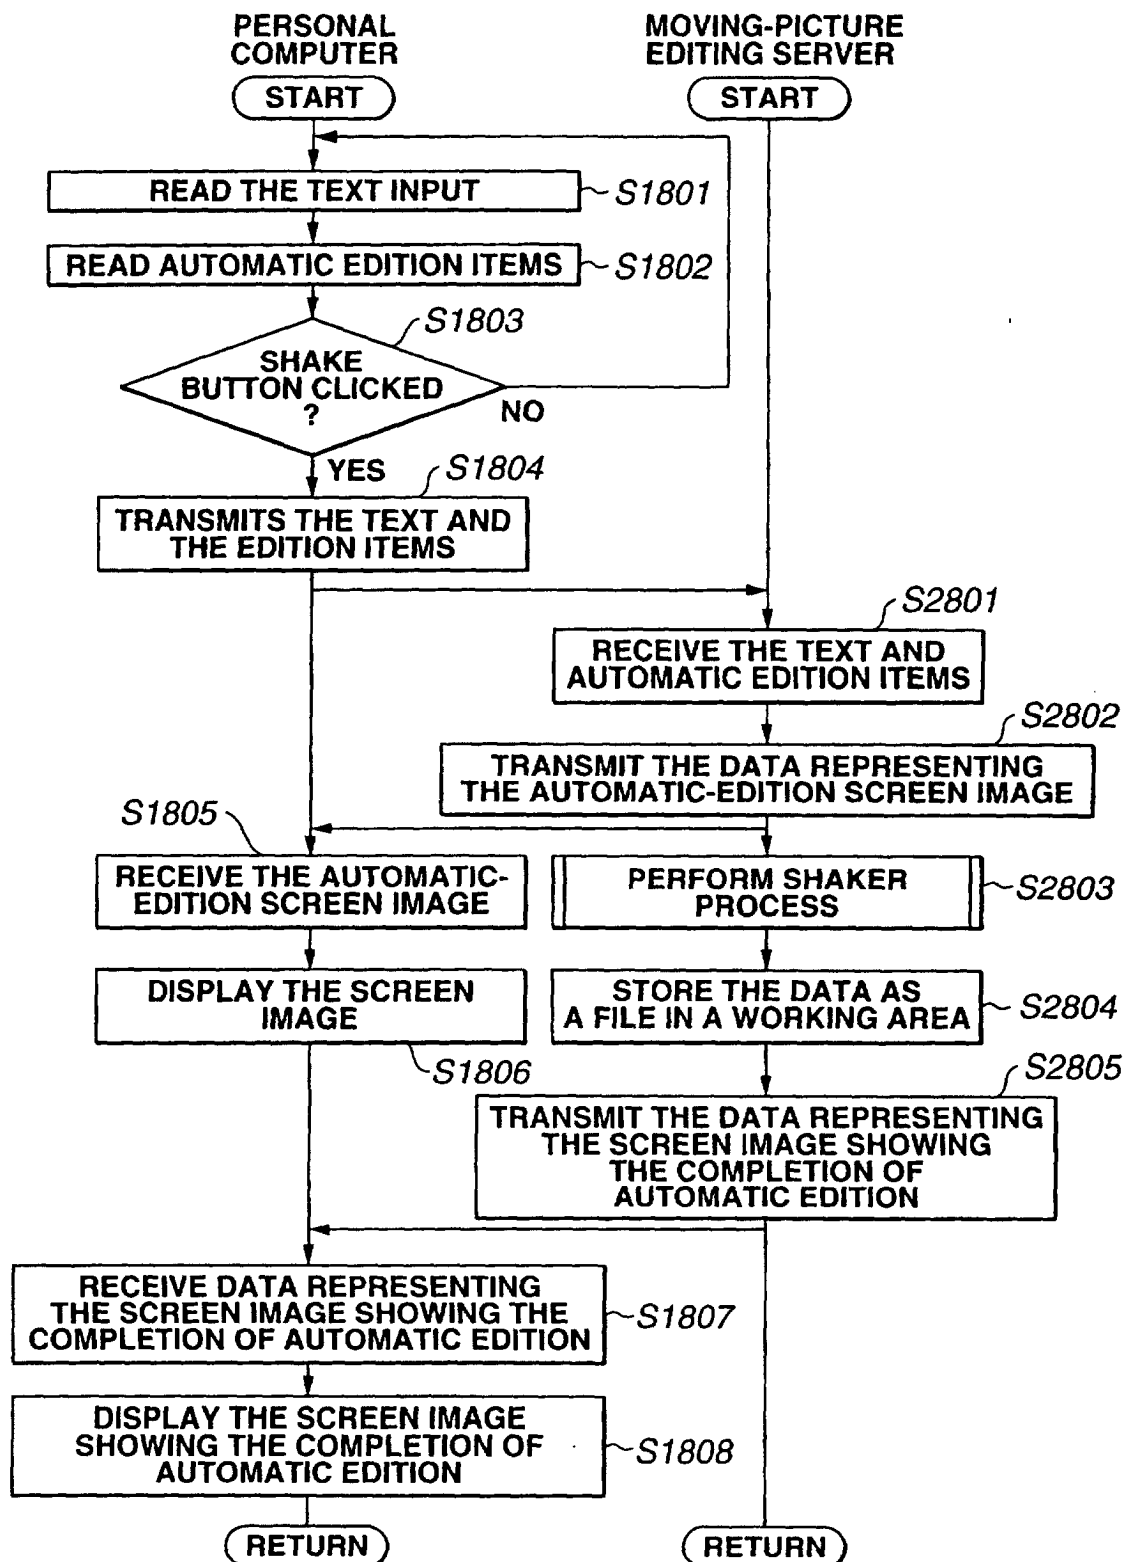 PERSONAL
COMPUTER
MOVING-PICTURE
EDITING SERVER
START
START
READ THE TEXT INPUT
S1801
READ AUTOMATIC EDITION ITEMS
S1802
S1803
SHAKE
BUTTON CLICKED
?
NO
YES
S1804
TRANSMITS THE TEXT AND
THE EDITION ITEMS
S2801
RECEIVE THE TEXT AND
AUTOMATIC EDITION ITEMS
S2802
TRANSMIT THE DATA REPRESENTING
THE AUTOMATIC-EDITION SCREEN IMAGE
S1805
RECEIVE THE AUTOMATIC-
EDITION SCREEN IMAGE
PERFORM SHAKER
PROCESS
S2803
DISPLAY THE SCREEN
IMAGE
S1806
STORE THE DATA AS
A FILE IN A WORKING AREA
S2804
S2805
TRANSMIT THE DATA REPRESENTING
THE SCREEN IMAGE SHOWING
THE COMPLETION OF
AUTOMATIC EDITION
RECEIVE DATA REPRESENTING
THE SCREEN IMAGE SHOWING THE
COMPLETION OF AUTOMATIC EDITION
S1807
DISPLAY THE SCREEN IMAGE
SHOWING THE COMPLETION OF
AUTOMATIC EDITION
S1808
RETURN
RETURN